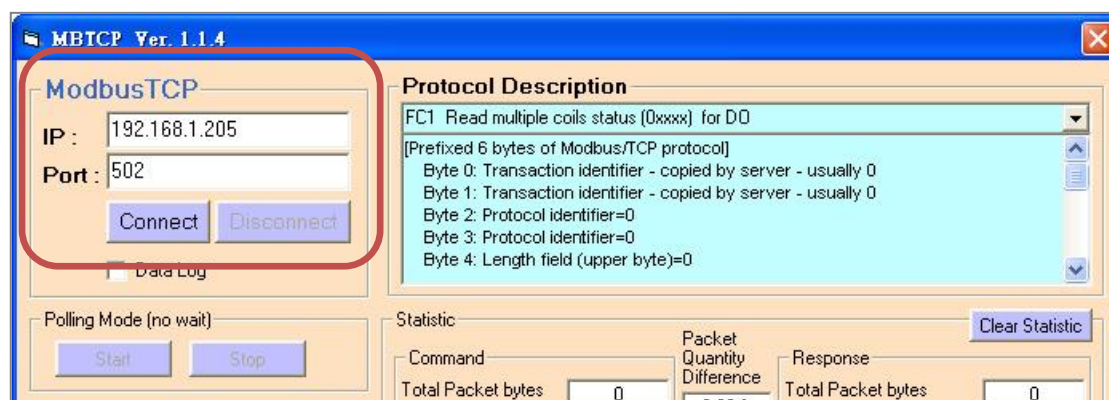 MBTCP Ver. 1.1.4
ModbusTCP
IP : 192.168.1.205
Port : 502
Connect Disconnect
Data Log
Protocol Description
FC1 Read multiple coils status (0xxxx) for DO
[Prefixed 6 bytes of Modbus/TCP protocol]
Byte 0: Transaction identifier - copied by server - usually 0
Byte 1: Transaction identifier - copied by server - usually 0
Byte 2: Protocol identifier=0
Byte 3: Protocol identifier=0
Byte 4: Length field (upper byte)=0
Polling Mode (no wait)
Start Stop
Statistic
Clear Statistic
Command
Total Packet bytes 0
Packet
Quantity
Difference
Response
Total Packet bytes 0